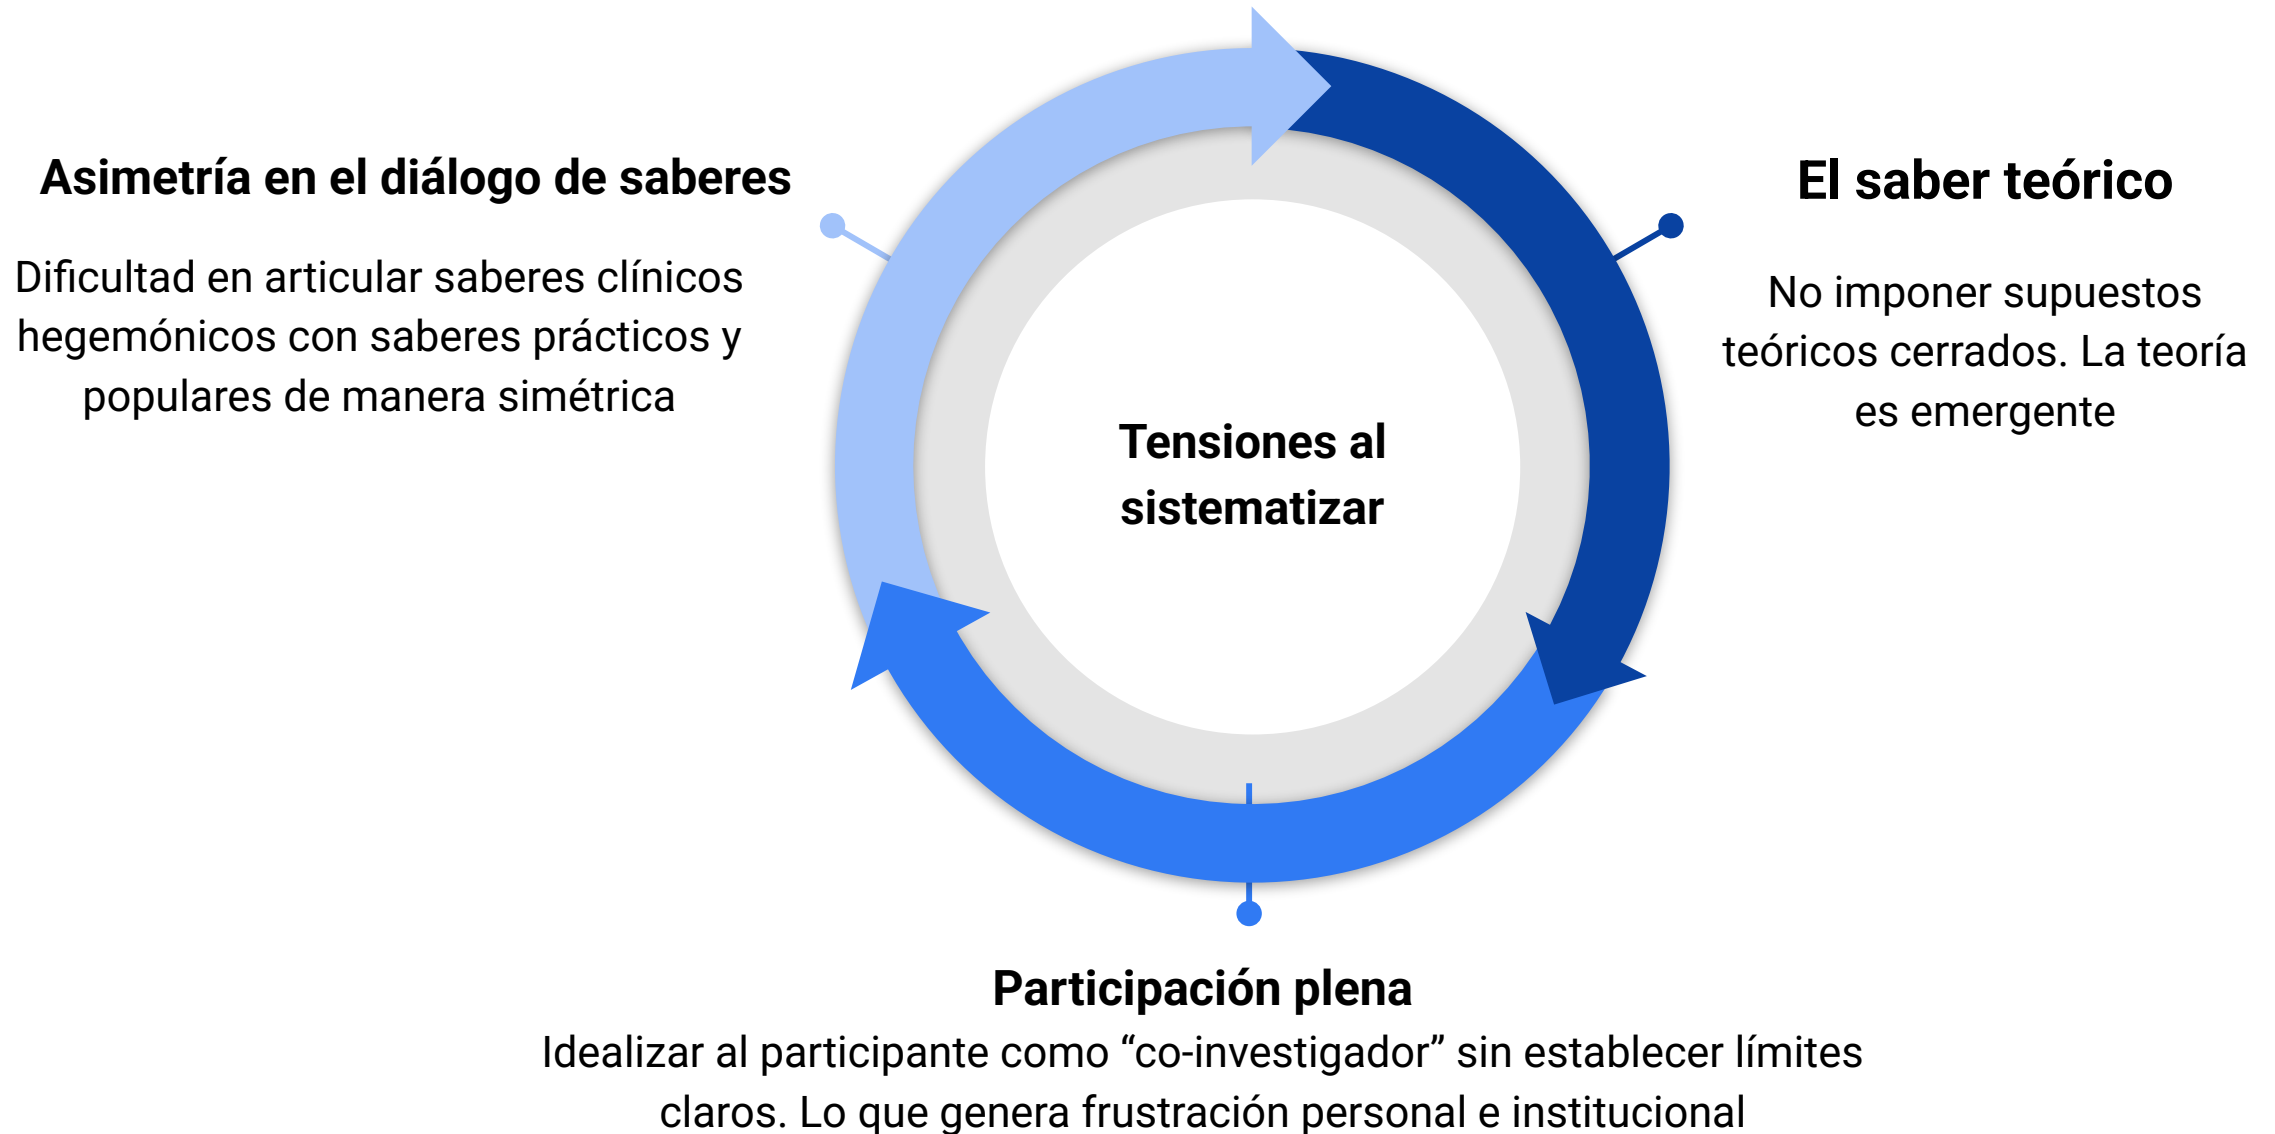 Asimetría en el diálogo de saberes
Dificultad en articular saberes clínicos
hegemónicos con saberes prácticos y
populares de manera simétrica
El saber teórico
No imponer supuestos
teóricos cerrados. La teoría
es emergente
Tensiones al
sistematizar
Participación plena
Idealizar al participante como “co-investigador” sin establecer límites
claros. Lo que genera frustración personal e institucional